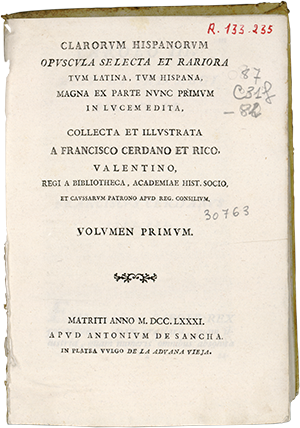 R. 133.235
CLARORVM HISPANORVM
OPVSCVLA SELECTA ET RARIORA
TVM LATINA, TVM HISPANA,
MAGNA EX PARTE NVNC PRIMVM
IN LVCEM EDITA,
87
C318
COLLECTA ET ILLVSTRATA
A FRANCISCO CERDANO ET RICO.
VALENTINO,
REGI A BIBLIOTHECA, ACADEMIAE HIST. SOCIO,
ET CAVSSARVM PATRONO APVD REG. CONSILIVM,
30763
VOLVMEN PRIMVM.
MATRITI ANNO M. DCC. LXXXI.
APVD ANTONIVM DE SANCHA.
IN PLATEA VVLGO DE LA ADVANA VIEJA.